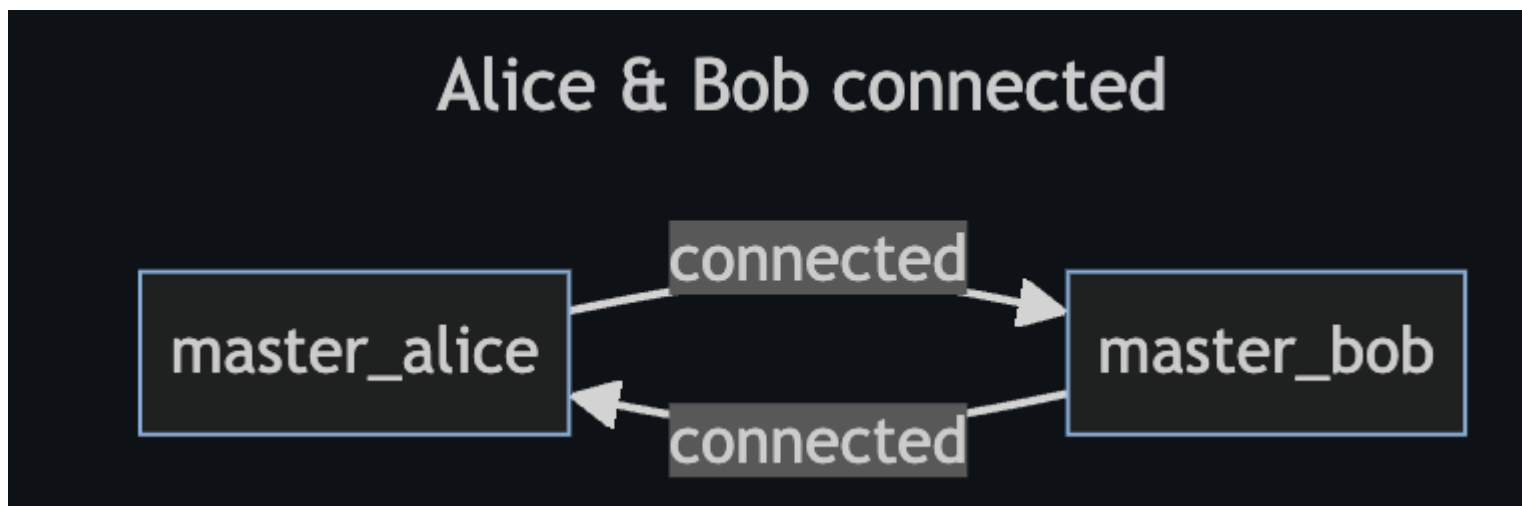 Alice & Bob connected
connected
master_alice
master_bob
connected